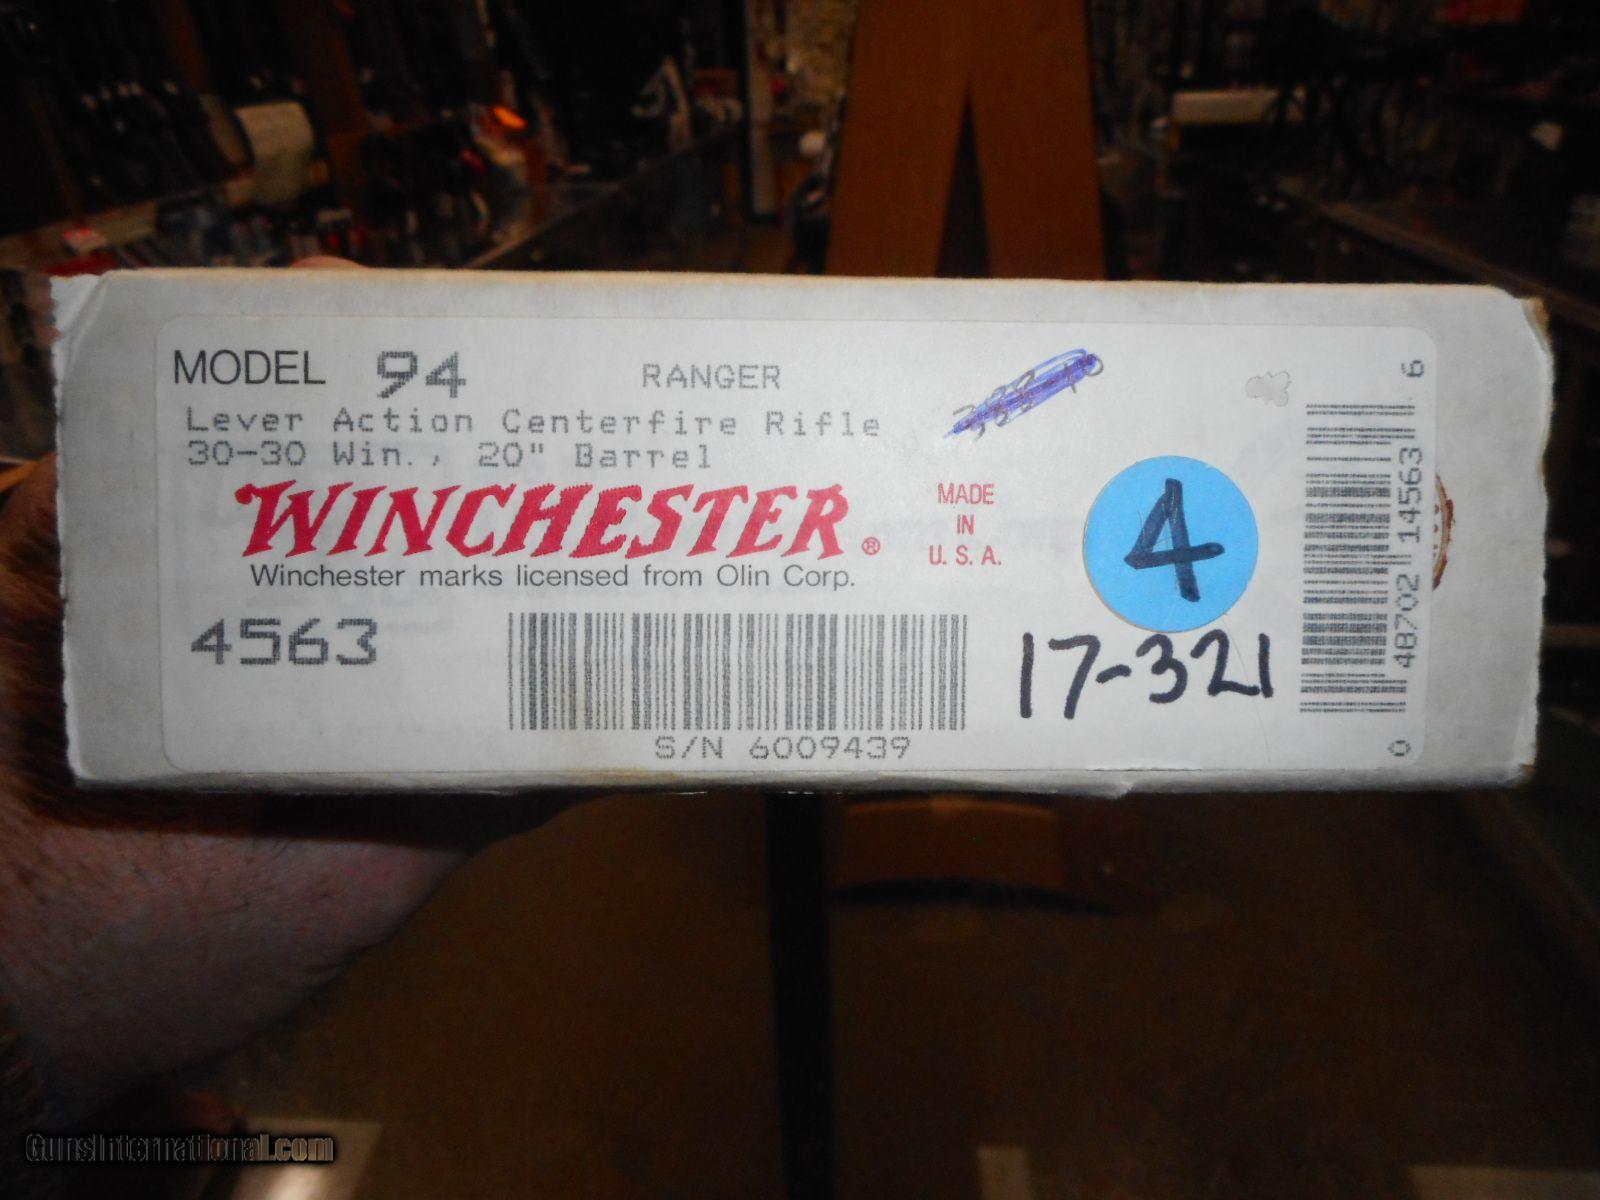 MODEL 94 RANGER
Lever Action Centerfire Rifle
30-30 Win., 20" Barrel
WINCHESTER®
Winchester marks licensed from Olin Corp.
MADE
IN
U. S. A.
4
4563
17-321
S/N 6009439
0 48702 14563 6
GunsInternational.com